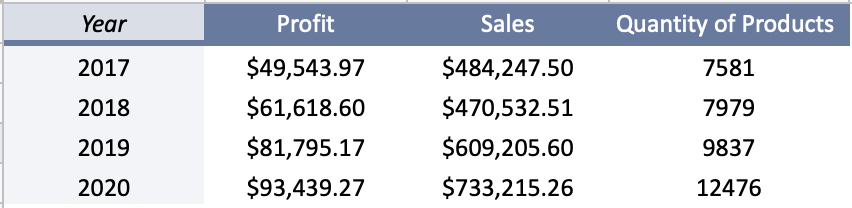 Year Profit Sales Quantity of Products
2017 $49,543.97 $484,247.50 7581
2018 $61,618.60 $470,532.51 7979
2019 $81,795.17 $609,205.60 9837
2020 $93,439.27 $733,215.26 12476